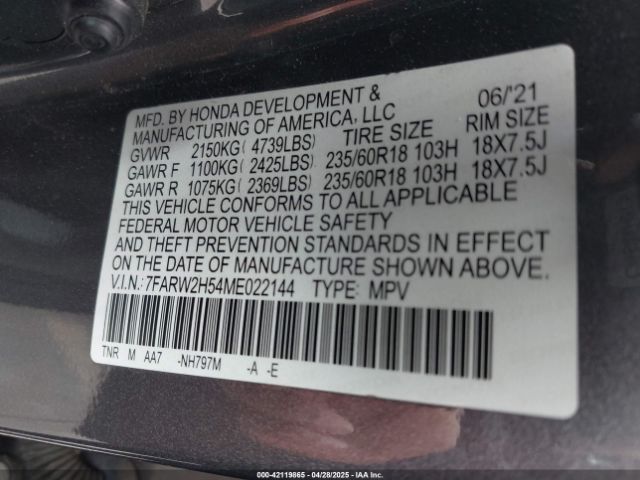 MFD. BY HONDA DEVELOPMENT & 06/'21
MANUFACTURING OF AMERICA, LLC
GVWR 2150KG( 4739LBS) TIRE SIZE RIM SIZE
GAWR F 1100KG( 2425LBS) 235/60R18 103H 18X7.5J
GAWR R 1075KG( 2369LBS) 235/60R18 103H 18X7.5J
THIS VEHICLE CONFORMS TO ALL APPLICABLE
FEDERAL MOTOR VEHICLE SAFETY
AND THEFT PREVENTION STANDARDS IN EFFECT
ON THE DATE OF MANUFACTURE SHOWN ABOVE.
V.I.N.: 7FARW2H54ME022144 TYPE: MPV
TNR M AA7 -NH797M -A -E
000-42119865 | 04/28/2025 | IAA Inc.